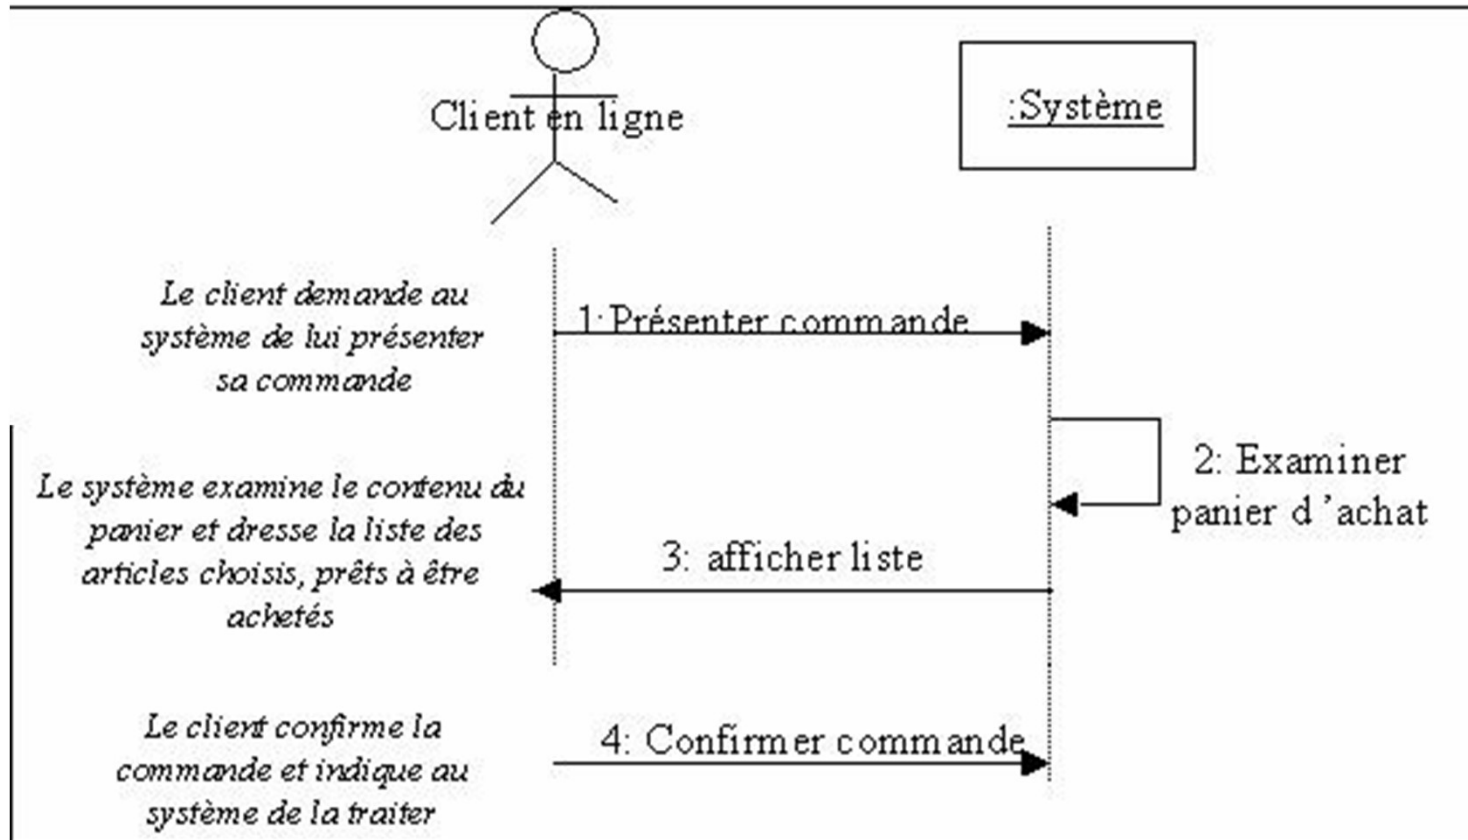 Client en ligne
:Système
Le client demande au
système de lui présenter
sa commande
1:Présenter commande
2: Examiner
panier d'achat
Le système examine le contenu du
panier et dresse la liste des
articles choisis, prêts à être
achetés
3: afficher liste
Le client confirme la
commande et indique au
système de la traiter
4: Confirmer commande